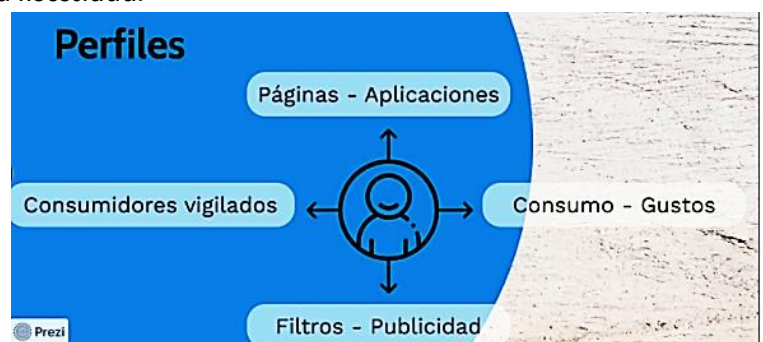 Perfiles
Páginas - Aplicaciones
Consumidores vigilados
Consumo - Gustos
Filtros - Publicidad
Prezi